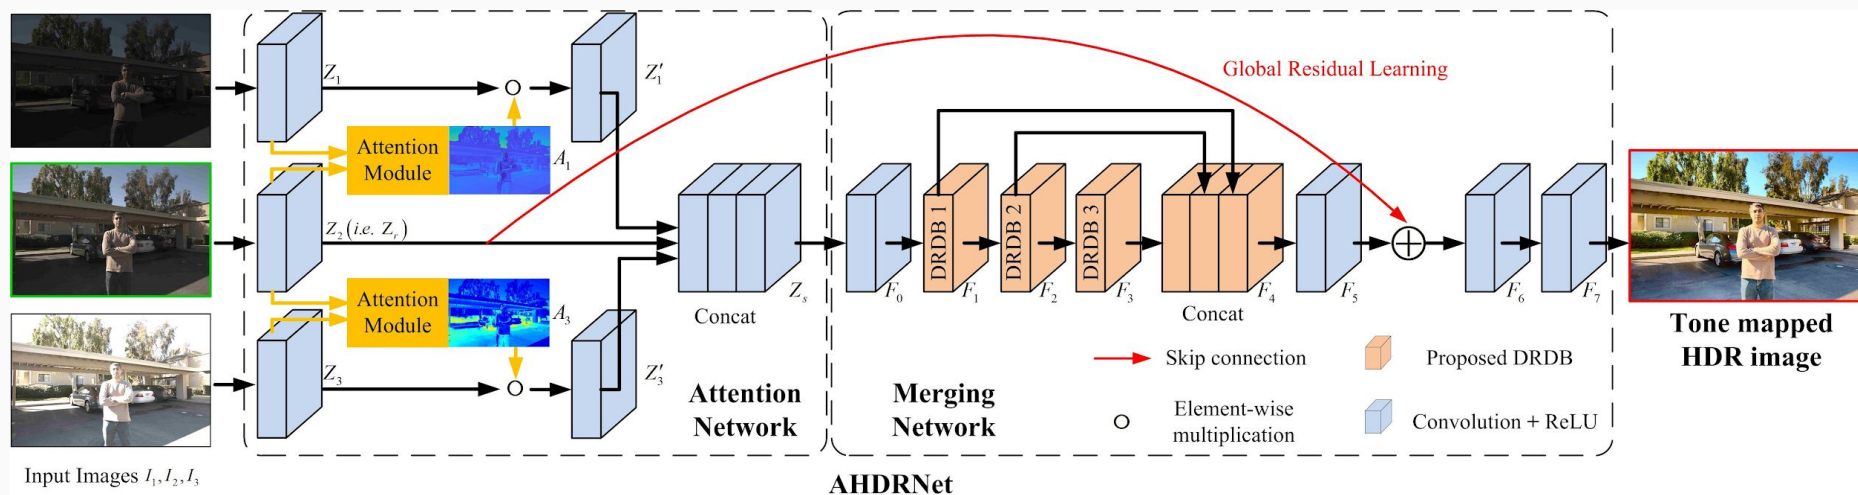 Z₁
Z′₁
Global Residual Learning
Attention
Module
A₁
Z₂ (i.e. Zᵣ)
DRDB 1
DRDB 2
DRDB 3
F₀
F₁
F₂
F₃
F₄
F₅
F₆
F₇
Zₛ
Concat
Concat
Attention
Module
A₃
Z₃
Z′₃
Attention
Network
Merging
Network
Skip connection
Proposed DRDB
Element-wise
multiplication
Convolution + ReLU
Tone mapped
HDR image
Input Images I₁, I₂, I₃
AHDRNet